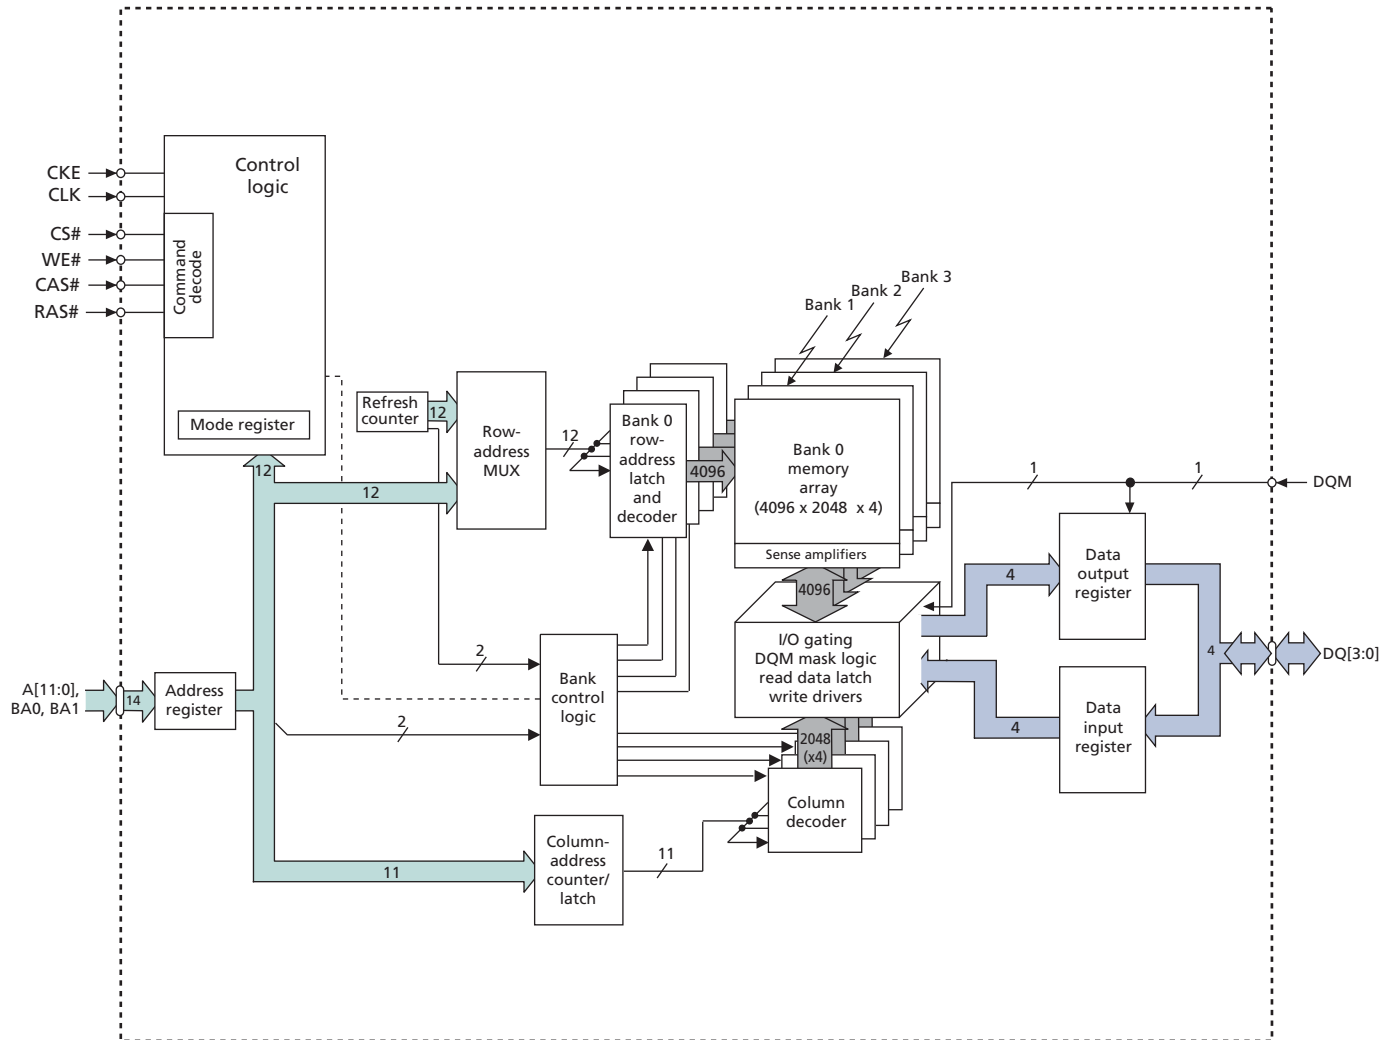 Control
logic
CKE
CLK
CS#
WE#
CAS#
RAS#
Command
decode
Mode register
12
Refresh
counter
12
Row-
address
MUX
12
12
Bank 0
row-
address
latch
and
decoder
4096
Bank 1
Bank 2
Bank 3
Bank 0
memory
array
(4096 x 2048 x 4)
Sense amplifiers
4096
I/O gating
DQM mask logic
read data latch
write drivers
1
1
DQM
Data
output
register
4
4
DQ[3:0]
Data
input
register
4
A[11:0],
BA0, BA1
14
Address
register
2
2
Bank
control
logic
2048
(x4)
Column
decoder
Column-
address
counter/
latch
11
11